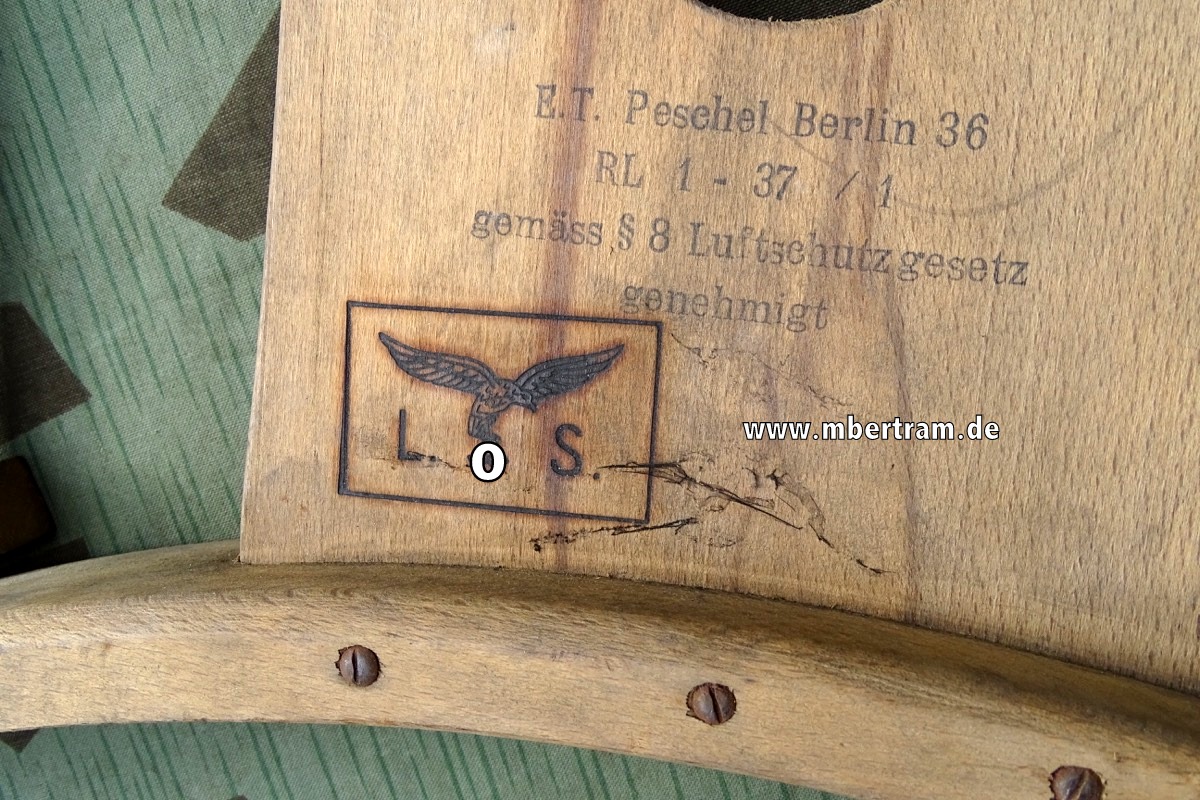 E.T. Peschel Berlin 36
RL 1 - 37 / 1
gemäss § 8 Luftschutzgesetz
genehmigt
L. o S.
www.mbertram.de